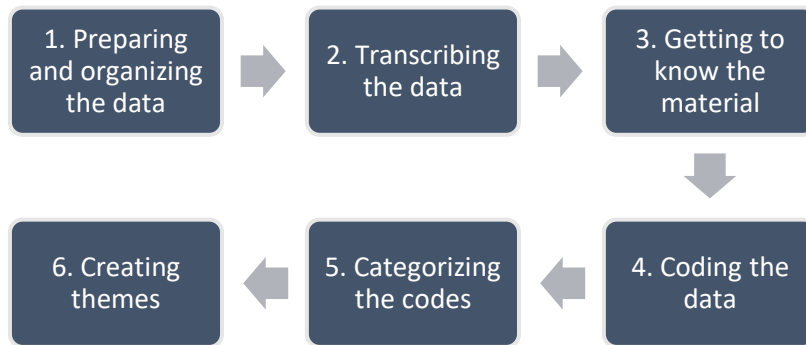 1. Preparing
and organizing
the data
2. Transcribing
the data
3. Getting to
know the
material
4. Coding the
data
5. Categorizing
the codes
6. Creating
themes